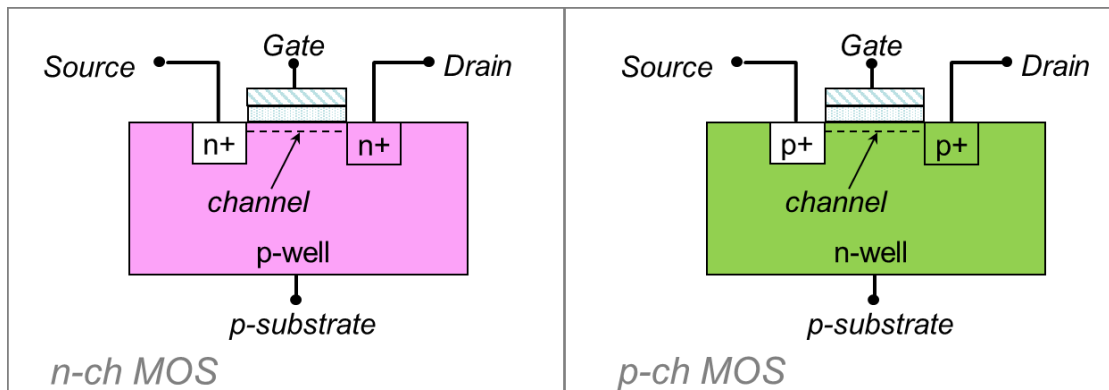 Gate
Source
Drain
n+
n+
channel
p-well
p-substrate
n-ch MOS
Gate
Source
Drain
p+
p+
channel
n-well
p-substrate
p-ch MOS